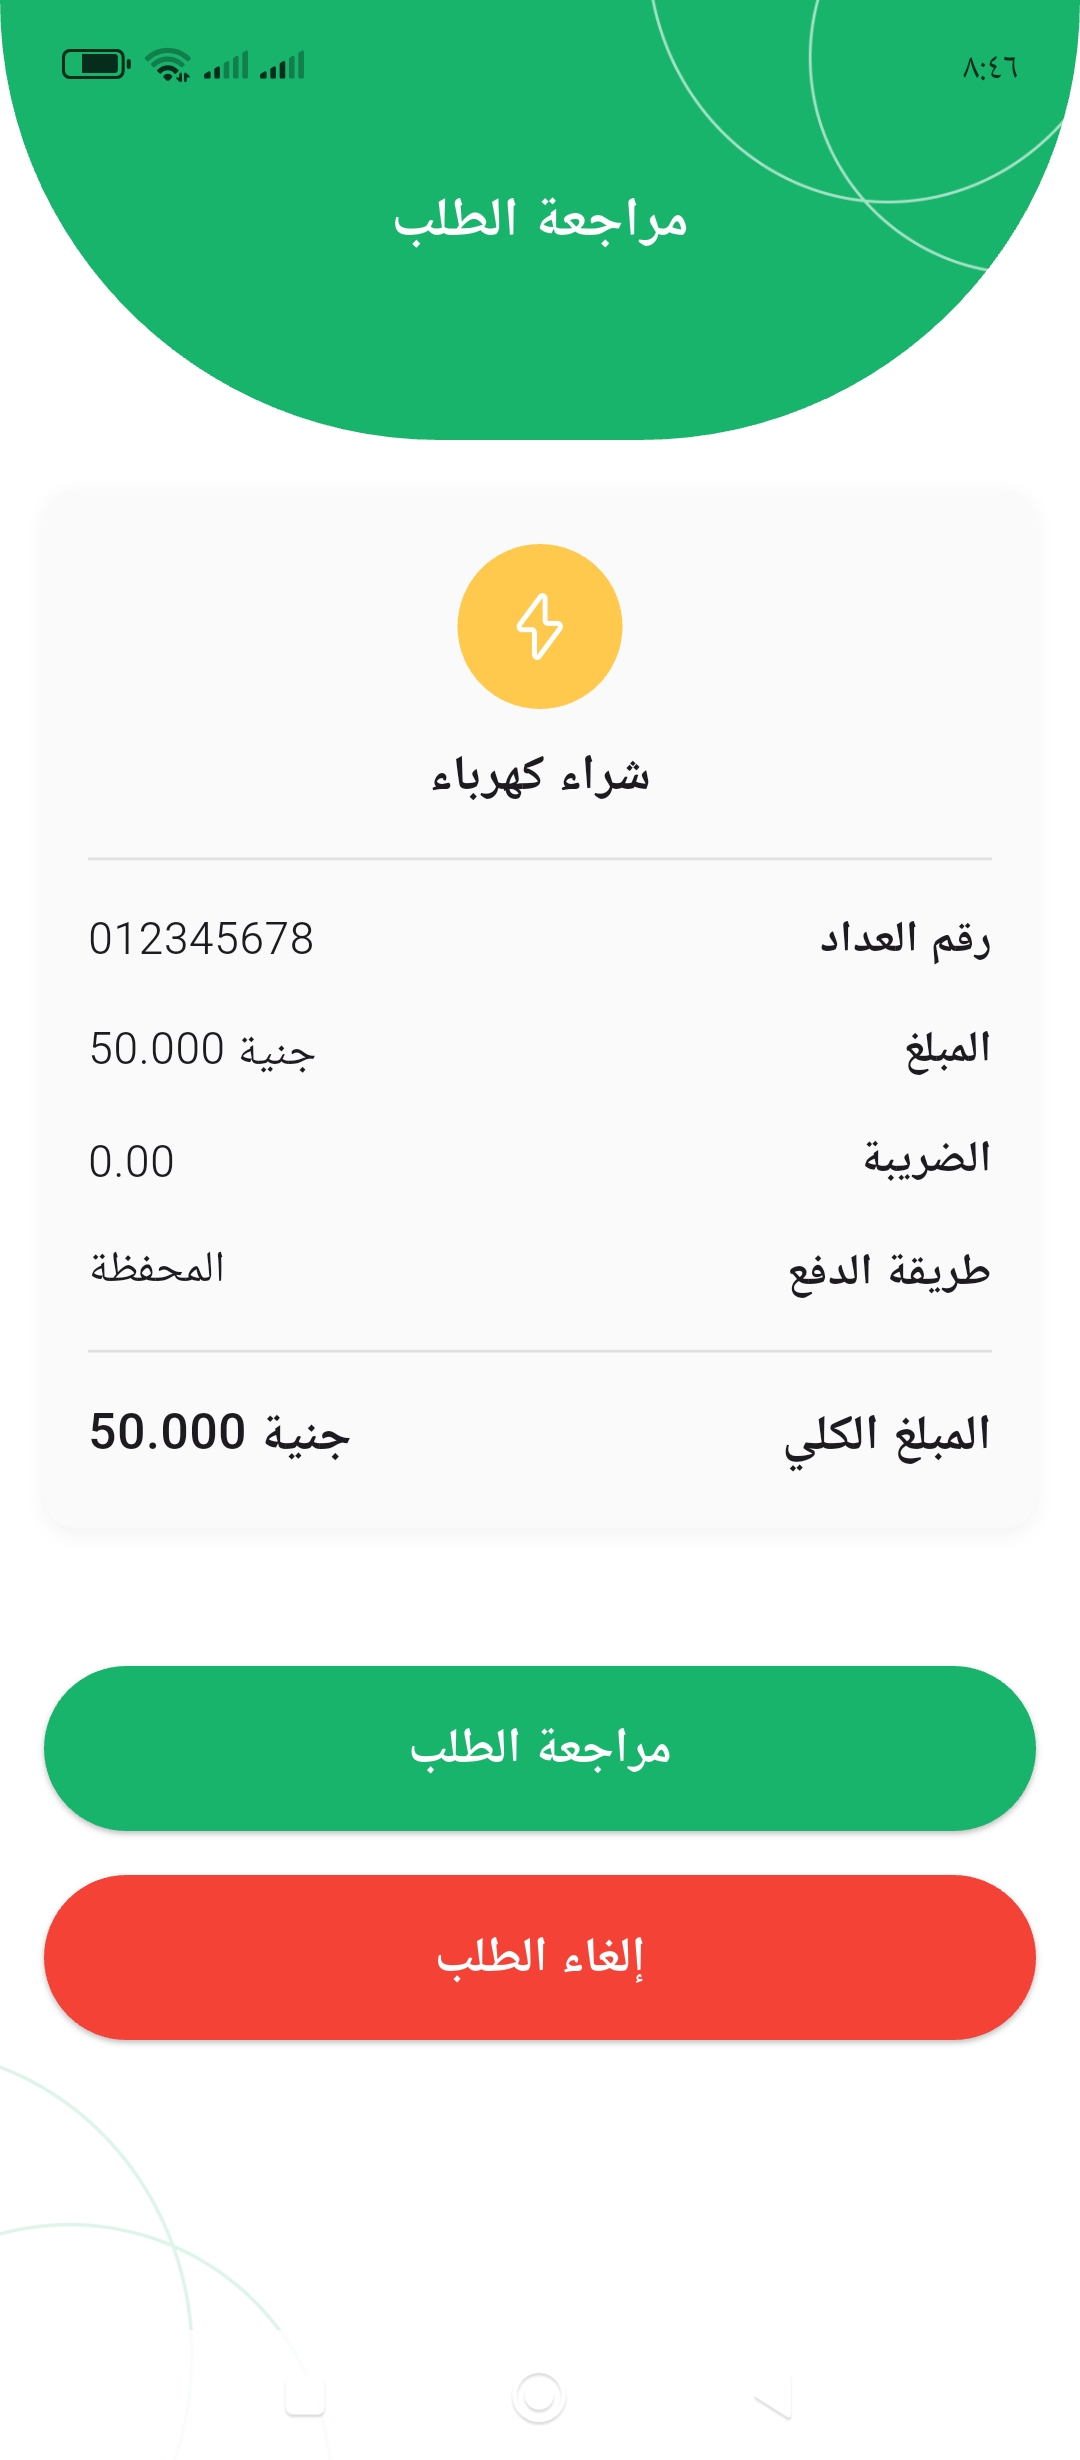 ٨:٤٦
مراجعة الطلب
شراء كهرباء
رقم العداد 012345678
المبلغ 50.000 جنية
الضريبة 0.00
طريقة الدفع المحفظة
المبلغ الكلي 50.000 جنية
مراجعة الطلب
إلغاء الطلب